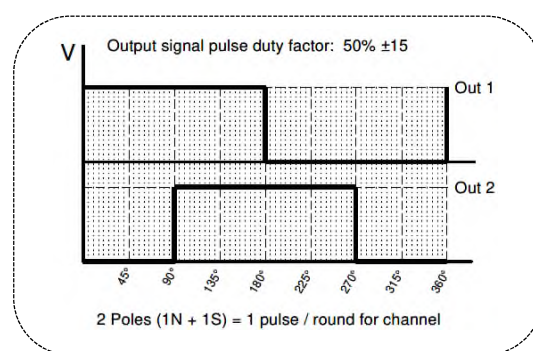 V
Output signal pulse duty factor: 50% ±15
Out 1
Out 2
45° 90° 135° 180° 225° 270° 315° 360°
2 Poles (1N + 1S) = 1 pulse / round for channel